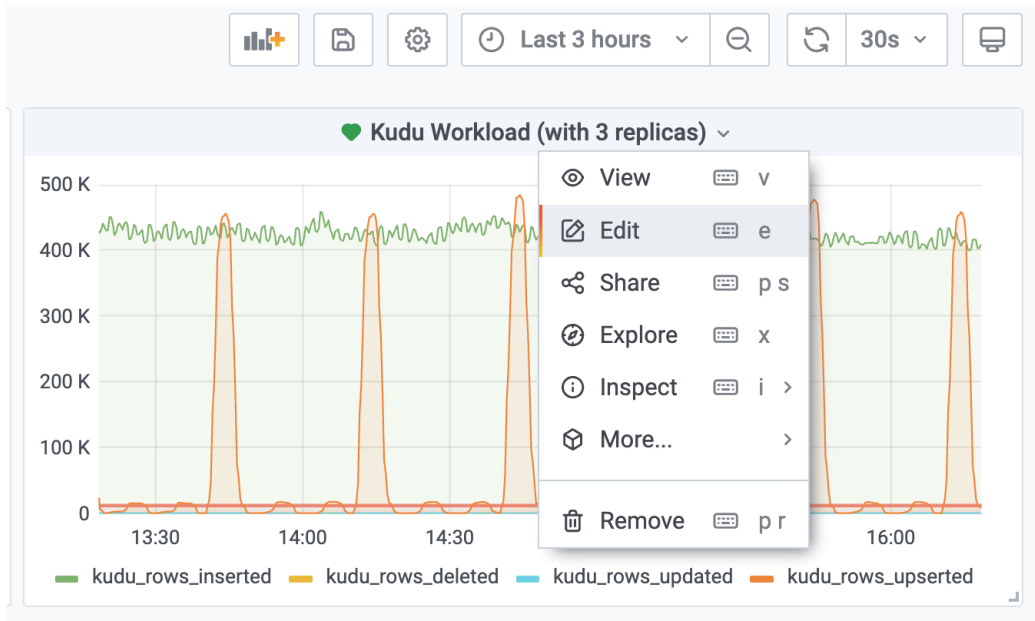 Last 3 hours
30s
Kudu Workload (with 3 replicas)
View v
Edit e
Share p s
Explore x
Inspect i
More...
Remove p r
500 K
400 K
300 K
200 K
100 K
0
13:30 14:00 14:30 16:00
kudu_rows_inserted kudu_rows_deleted kudu_rows_updated kudu_rows_upserted